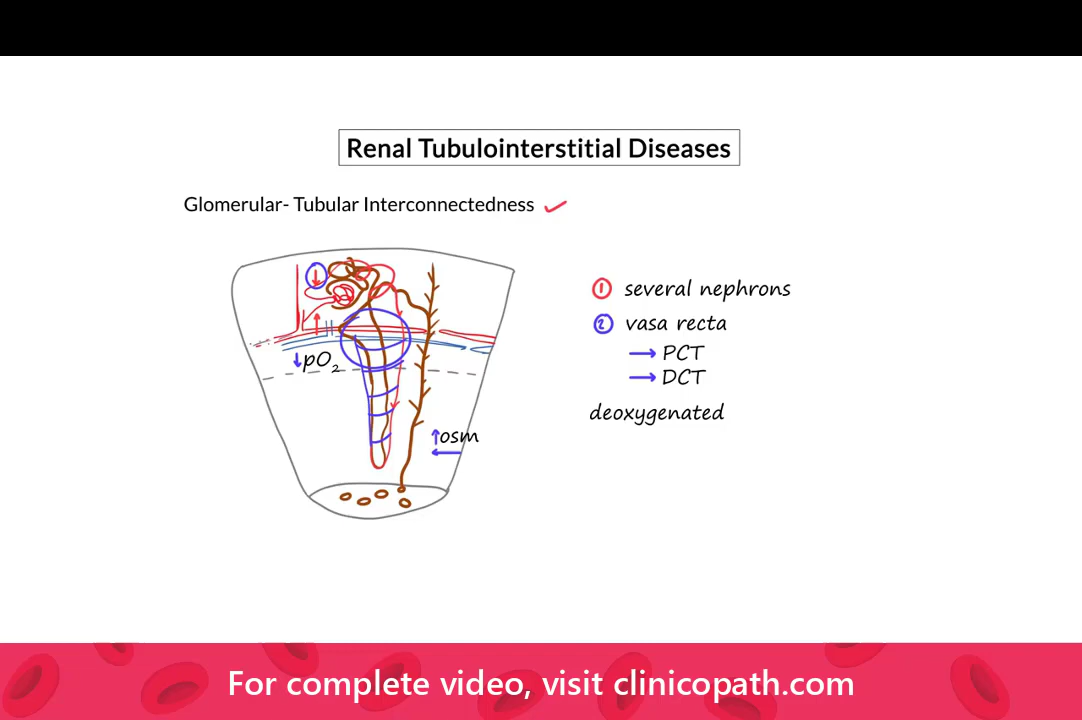 Renal Tubulointerstitial Diseases
Glomerular- Tubular Interconnectedness
① several nephrons
② vasa recta
→ PCT
→ DCT
↓pO₂
deoxygenated
↑osm
For complete video, visit clinicopath.com